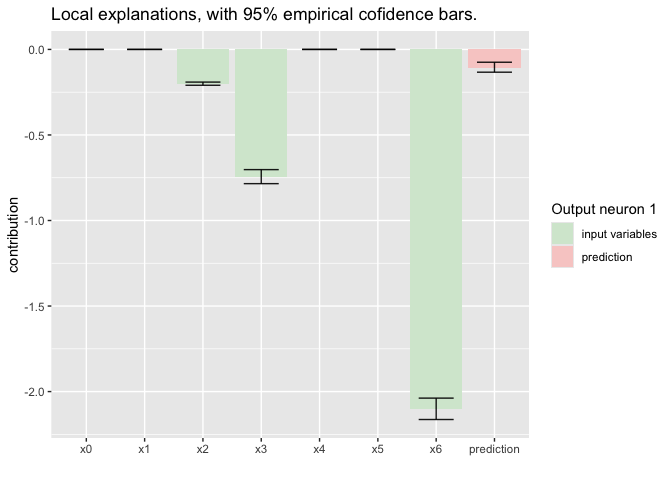 Local explanations, with 95% empirical cofidence bars.
contribution
0.0
-0.5
-1.0
-1.5
-2.0
x0 x1 x2 x3 x4 x5 x6 prediction
Output neuron 1
input variables
prediction